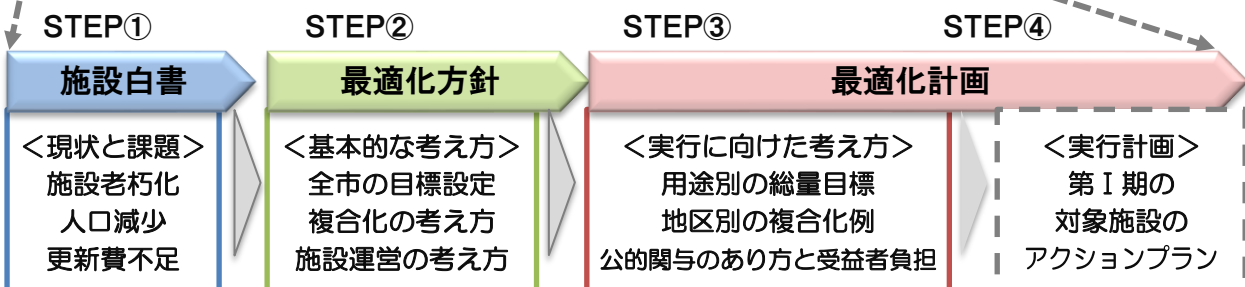 STEP①
施設白書
<現状と課題>
施設老朽化
人口減少
更新費不足
STEP②
最適化方針
<基本的な考え方>
全市の目標設定
複合化の考え方
施設運営の考え方
STEP③
STEP④
最適化計画
<実行に向けた考え方>
用途別の総量目標
地区別の複合化例
公的関与のあり方と受益者負担
<実行計画>
第Ⅰ期の
対象施設の
アクションプラン